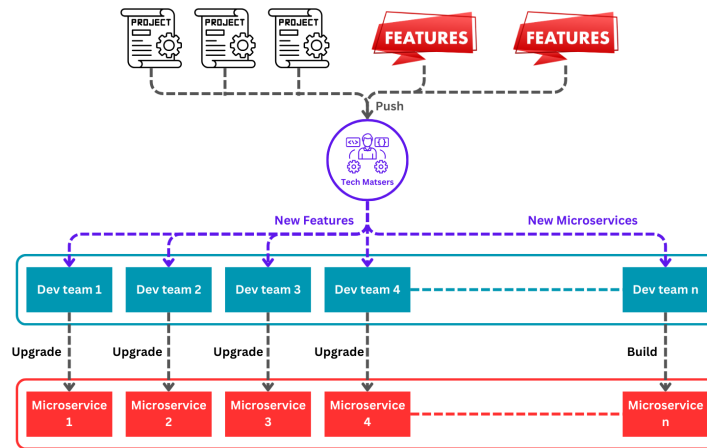 PROJECT
PROJECT
PROJECT
FEATURES
FEATURES
Push
Tech Matsers
New Features
New Microservices
Dev team 1
Dev team 2
Dev team 3
Dev team 4
Dev team n
Upgrade
Upgrade
Upgrade
Upgrade
Build
Microservice
1
Microservice
2
Microservice
3
Microservice
4
Microservice
n